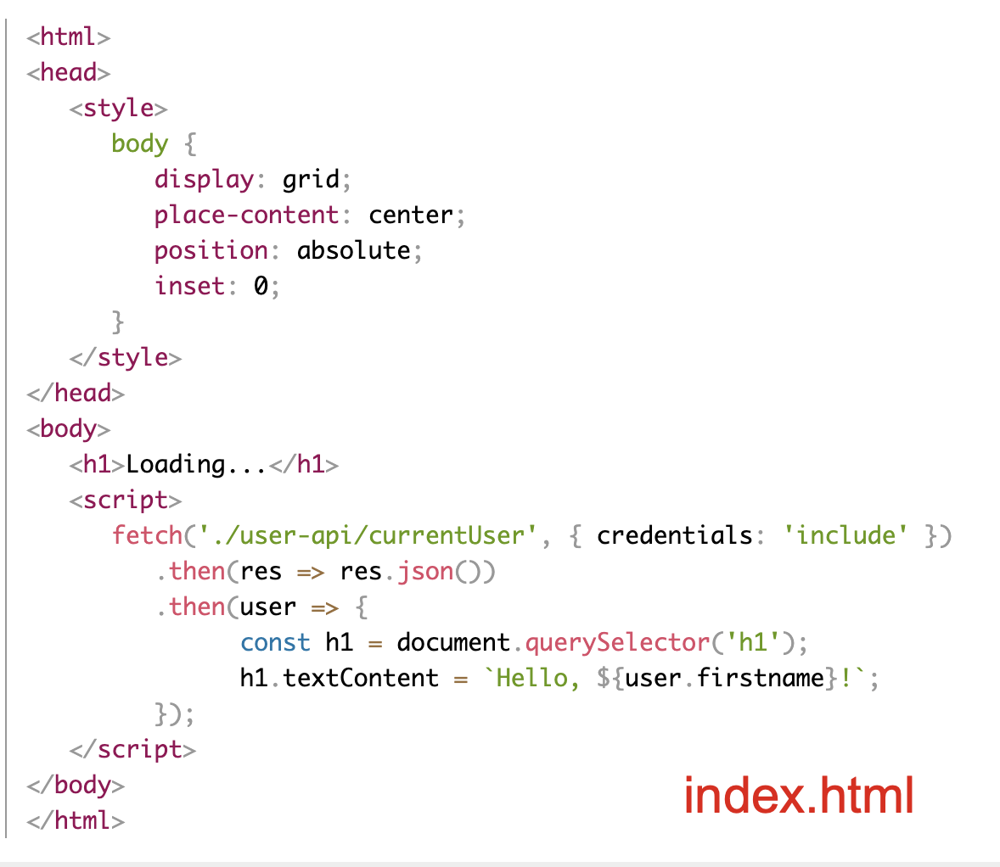 <html>
<head>
   <style>
      body {
         display: grid;
         place-content: center;
         position: absolute;
         inset: 0;
      }
   </style>
</head>
<body>
   <h1>Loading...</h1>
   <script>
      fetch('./user-api/currentUser', { credentials: 'include' })
         .then(res => res.json())
         .then(user => {
               const h1 = document.querySelector('h1');
               h1.textContent = `Hello, ${user.firstname}!`;
         });
   </script>
</body>
</html>
index.html